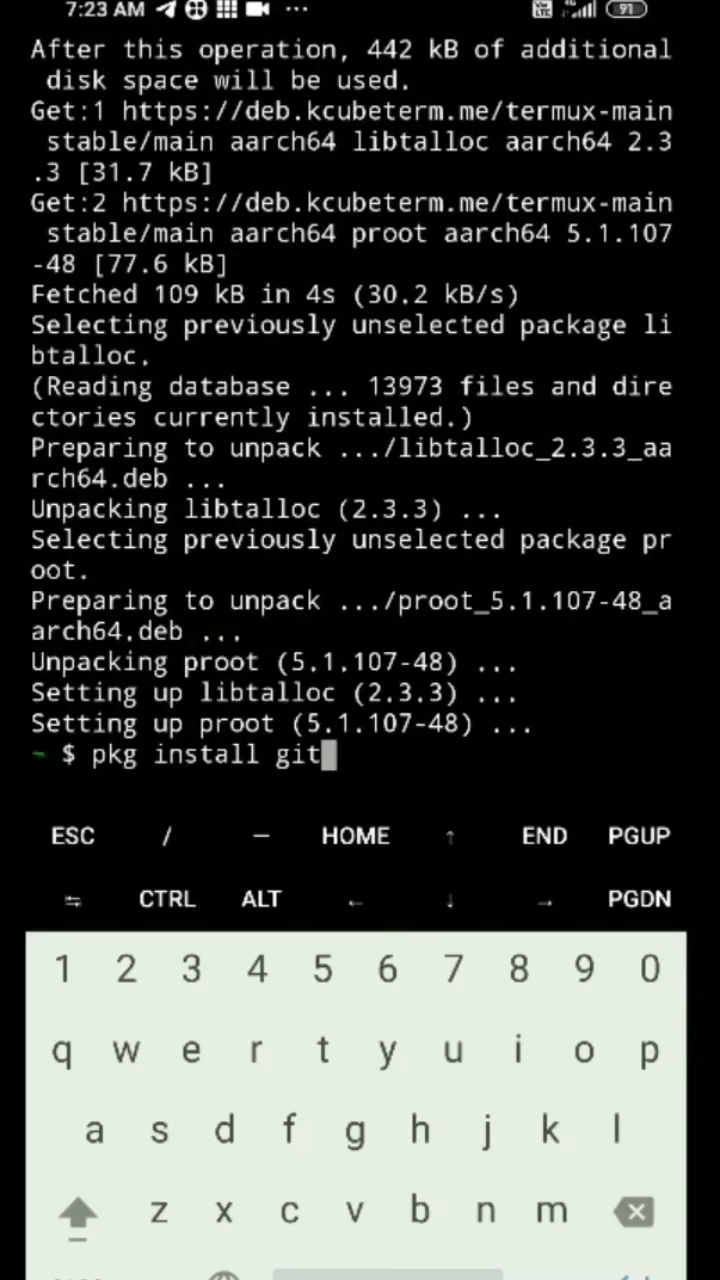 7:23 AM ... 91
After this operation, 442 kB of additional
disk space will be used.
Get:1 https://deb.kcubeterm.me/termux-main
stable/main aarch64 libtalloc aarch64 2.3
.3 [31.7 kB]
Get:2 https://deb.kcubeterm.me/termux-main
stable/main aarch64 proot aarch64 5.1.107
-48 [77.6 kB]
Fetched 109 kB in 4s (30.2 kB/s)
Selecting previously unselected package li
btalloc.
(Reading database ... 13973 files and dire
ctories currently installed.)
Preparing to unpack .../libtalloc_2.3.3_aa
rch64.deb ...
Unpacking libtalloc (2.3.3) ...
Selecting previously unselected package pr
oot.
Preparing to unpack .../proot_5.1.107-48_a
arch64.deb ...
Unpacking proot (5.1.107-48) ...
Setting up libtalloc (2.3.3) ...
Setting up proot (5.1.107-48) ...
~ $ pkg install git
ESC / — HOME ↑ END PGUP
⇆ CTRL ALT ← ↓ → PGDN
1 2 3 4 5 6 7 8 9 0
q w e r t y u i o p
a s d f g h j k l
z x c v b n m